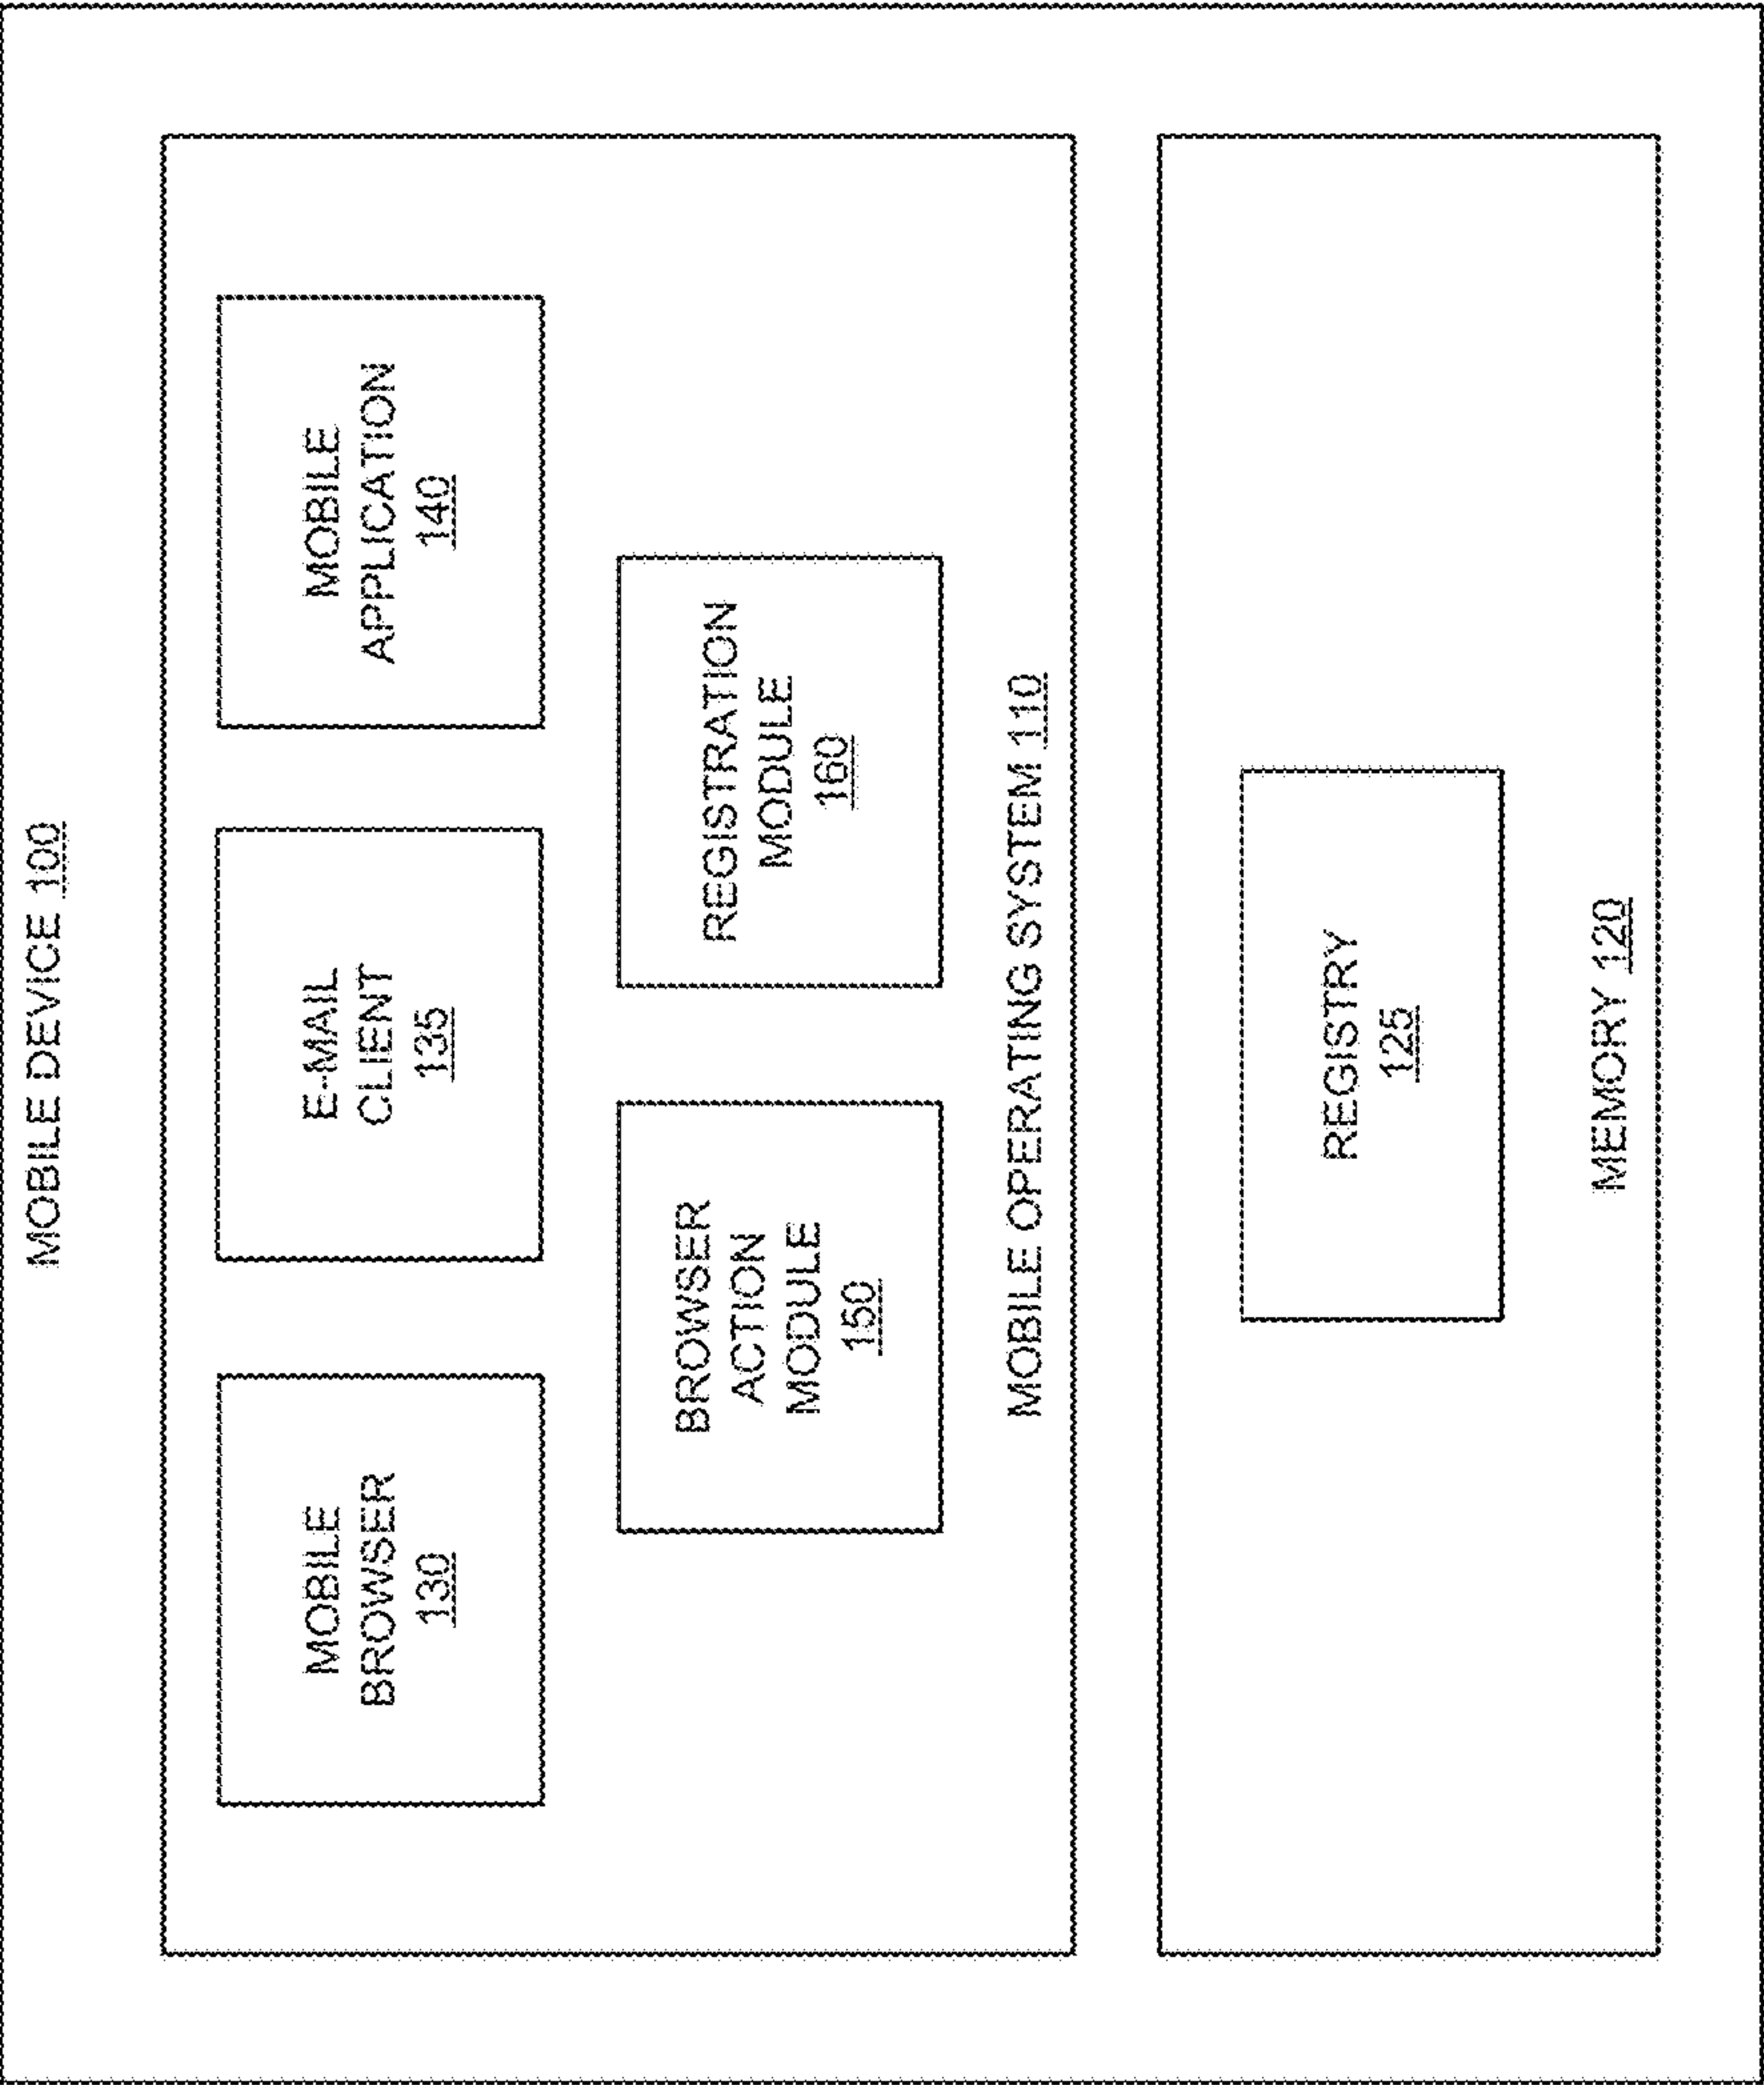 MOBILE DEVICE 100
MOBILE
BROWSER
130
E-MAIL
CLIENT
135
MOBILE
APPLICATION
140
BROWSER
ACTION
MODULE
150
REGISTRATION
MODULE
160
MOBILE OPERATING SYSTEM 110
REGISTRY
125
MEMORY 120